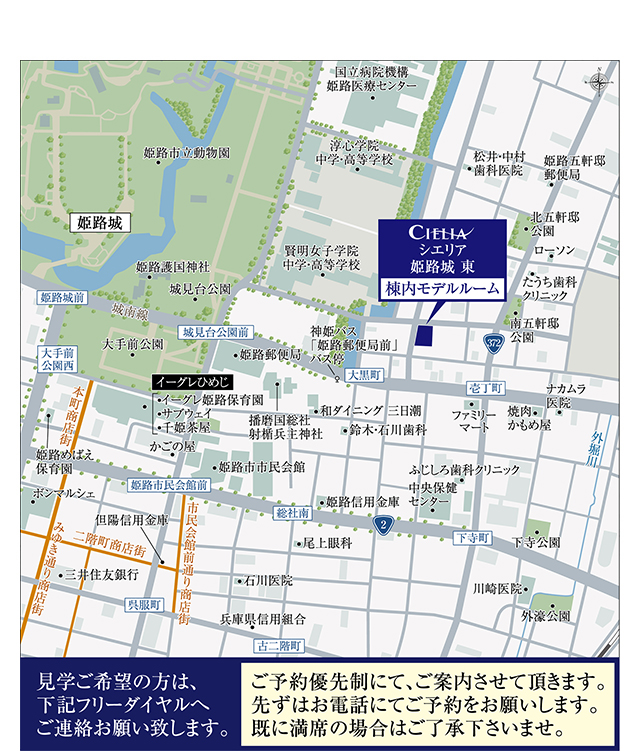 国立病院機構
姫路医療センター
N
姫路市立動物園
淳心学院
中学・高等学校
松井・中村
歯科医院
姫路五軒邸
郵便局
姫路城
CIELIA
シエリア
姫路城 東
棟内モデルルーム
北五軒邸
公園
ローソン
賢明女子学院
中学・高等学校
姫路護国神社
城見台公園
たうち歯科
クリニック
姫路城前
城南線
城見台公園前
神姫バス
「姫路郵便局前」
バス停
南五軒邸
公園
372
大手前
公園西
大手前公園
姫路郵便局
大黒町
壱丁町
イーグレひめじ
イーグレ姫路保育園
サブウェイ
千姫茶屋
かごの屋
本町商店街
播磨国総社
射楯兵主神社
和ダイニング 三日潮
鈴木・石川歯科
ファミリー
マート
焼肉
かもめ屋
ナカムラ
医院
外堀川
姫路めばえ
保育園
姫路市市民会館
ふじしろ歯科クリニック
中央保健
センター
ボンマルシェ
姫路市民会館前
姫路信用金庫
総社南
2
但陽信用金庫
市民会館前通り商店街
二階町商店街
みゆき通り商店街
尾上眼科
下寺町
下寺公園
三井住友銀行
石川医院
川崎医院
呉服町
兵庫県信用組合
外濠公園
古二階町
見学ご希望の方は、
下記フリーダイヤルへ
ご連絡お願い致します。
ご予約優先制にて、ご案内させて頂きます。
先ずはお電話にてご予約をお願いします。
既に満席の場合はご了承下さいませ。